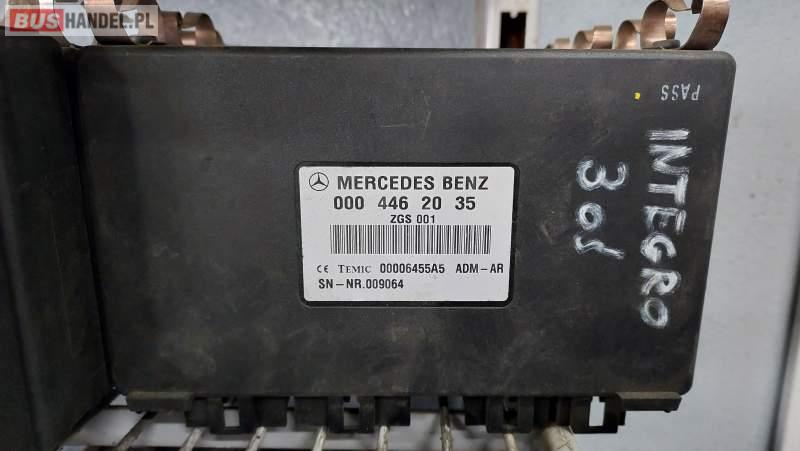 BUSHANDEL.PL
PASS
MERCEDES BENZ
000 446 20 35
ZGS 001
CE TEMIC 00006455A5 ADM-AR
SN-NR.009064
INTEGRO